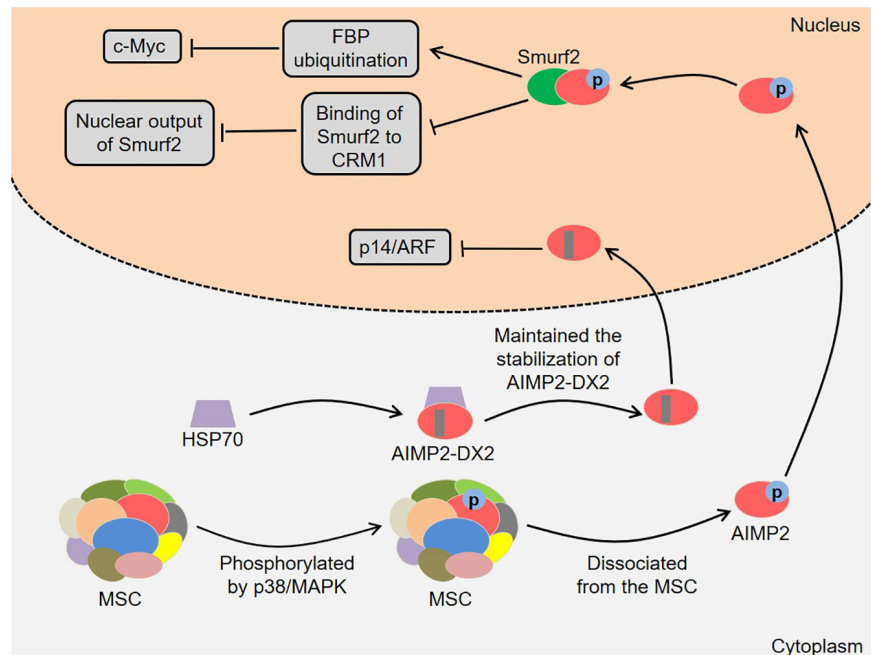 Nucleus
c-Myc
FBP
ubiquitination
Smurf2
p
p
Nuclear output
of Smurf2
Binding of
Smurf2 to
CRM1
p14/ARF
Maintained the
stabilization of
AIMP2-DX2
HSP70
AIMP2-DX2
p
p
AIMP2
MSC
Phosphorylated
by p38/MAPK
MSC
Dissociated
from the MSC
Cytoplasm